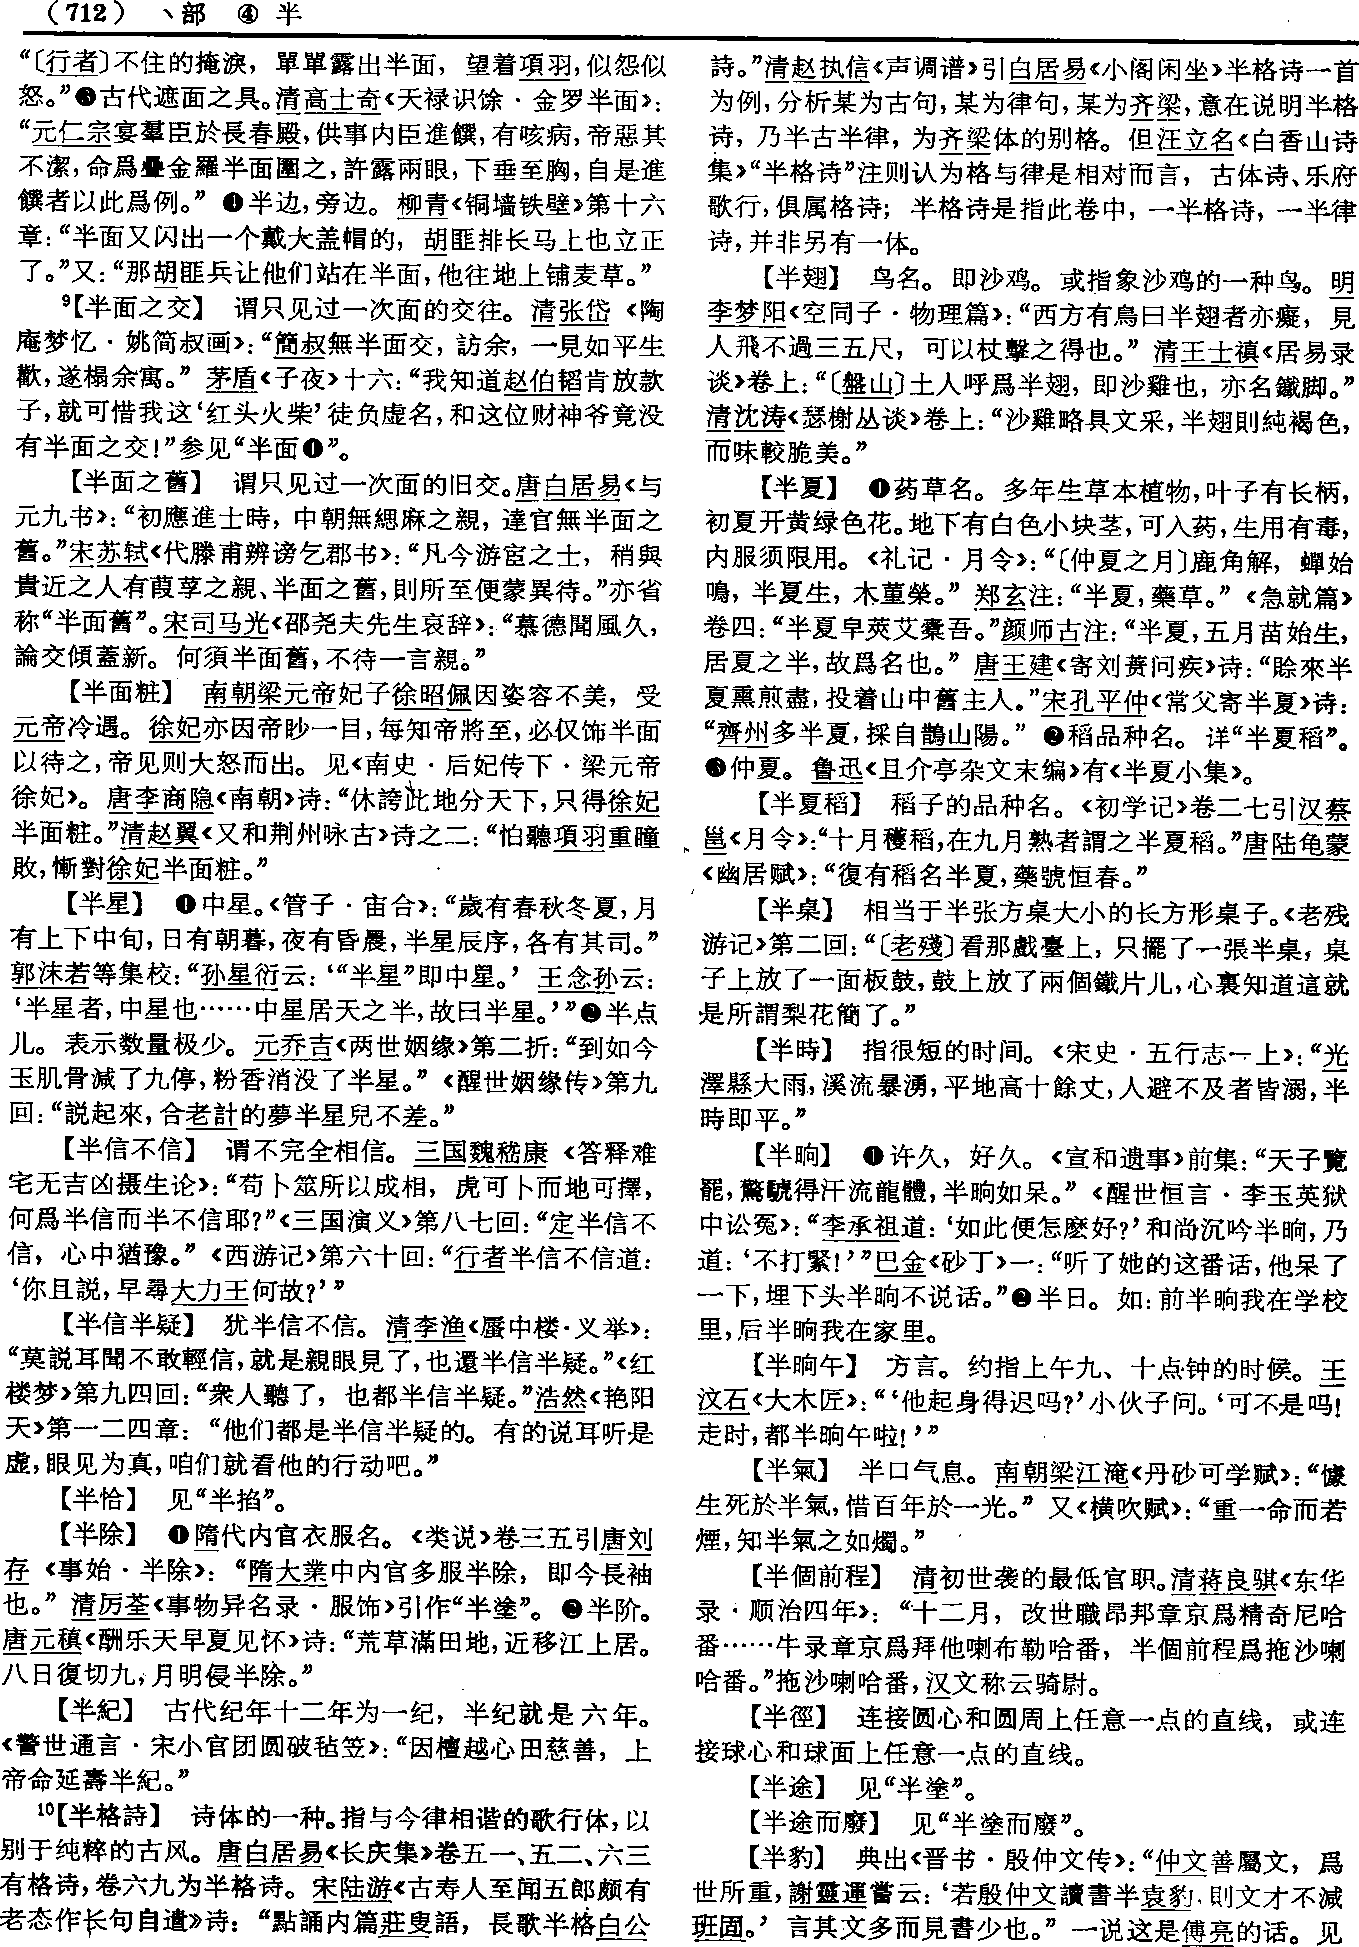 （712） 丶部 ④ 半
“〔行者〕不住的掩淚，單單露出半面，望着項羽，似怨似
怒。”❸古代遮面之具。清高士奇《天禄识馀·金罗半面》：
“元仁宗宴羣臣於長春殿，供事内臣進饌，有咳病，帝惡其
不潔，命爲疊金羅半面圍之，許露兩眼，下垂至胸，自是進
饌者以此爲例。” ❹半边，旁边。 柳青《铜墙铁壁》第十六
章：“半面又闪出一个戴大盖帽的，胡匪排长马上也立正
了。”又：“那胡匪兵让他们站在半面，他往地上铺麦草。”
9【半面之交】 谓只见过一次面的交往。清张岱《陶
庵梦忆·姚简叔画》：“簡叔無半面交，訪余，一見如平生
歡，遂榻余寓。” 茅盾《子夜》十六：“我知道赵伯韬肯放款
子，就可惜我这‘红头火柴’徒负虚名，和这位财神爷竟没
有半面之交！”参见“半面❶”。
【半面之舊】 谓只见过一次面的旧交。唐白居易《与
元九书》：“初應進士時，中朝無緦麻之親，達官無半面之
舊。”宋苏轼《代滕甫辨谤乞郡书》：“凡今游宦之士，稍與
貴近之人有葭莩之親、半面之舊，則所至便蒙異待。”亦省
称“半面舊”。宋司马光《邵尧夫先生哀辞》：“慕德聞風久，
論交傾蓋新。何須半面舊，不待一言親。”
【半面粧】 南朝梁元帝妃子徐昭佩因姿容不美，受
元帝冷遇。徐妃亦因帝眇一目，每知帝將至，必仅饰半面
以待之，帝见则大怒而出。见《南史·后妃传下·梁元帝
徐妃》。唐李商隐《南朝》诗：“休誇此地分天下，只得徐妃
半面粧。”清赵翼《又和荆州咏古》诗之二：“怕聽項羽重瞳
敗，慚對徐妃半面粧。”
【半星】 ❶中星。《管子·宙合》：“歲有春秋冬夏，月
有上下中旬，日有朝暮，夜有昏晨，半星辰序，各有其司。”
郭沫若等集校：“孙星衍云：‘“半星”即中星。’ 王念孙云：
‘半星者，中星也……中星居天之半，故曰半星。’”❷半点
儿。表示数量极少。元乔吉《两世姻缘》第二折：“到如今
玉肌骨減了九停，粉香消没了半星。”《醒世姻缘传》第九
回：“説起來，合老計的夢半星兒不差。”
【半信不信】 谓不完全相信。三国魏嵇康《答释难
宅无吉凶摄生论》：“苟卜筮所以成相，虎可卜而地可擇，
何爲半信而半不信耶？”《三国演义》第八七回：“定半信不
信，心中猶豫。”《西游记》第六十回：“行者半信不信道：
‘你且説，早尋大力王何故？’”
【半信半疑】 犹半信不信。清李渔《蜃中楼·义举》：
“莫説耳聞不敢輕信，就是親眼見了，也還半信半疑。”《红
楼梦》第九四回：“衆人聽了，也都半信半疑。”浩然《艳阳
天》第一二四章：“他们都是半信半疑的。有的说耳听是
虚，眼见为真，咱们就看他的行动吧。”
【半恰】 见“半掐”。
【半除】 ❶隋代内官衣服名。《类说》卷三五引唐刘
存《事始·半除》：“隋大業中内官多服半除，即今長袖
也。”清厉荃《事物异名录·服饰》引作“半塗”。❷半阶。
唐元稹《酬乐天早夏见怀》诗：“荒草滿田地，近移江上居。
八日復切九，月明侵半除。”
【半紀】 古代纪年十二年为一纪，半纪就是六年。
《警世通言·宋小官团圆破毡笠》：“因檀越心田慈善，上
帝命延壽半紀。”
10【半格詩】 诗体的一种。指与今律相谐的歌行体，以
别于纯粹的古风。唐白居易《长庆集》卷五一、五二、六三
有格诗，卷六九为半格诗。宋陆游《古寿人至闻五郎颇有
老态作长句自遣》诗：“點誦内篇莊叟語，長歌半格白公
詩。”清赵执信《声调谱》引白居易《小阁闲坐》半格诗一首
为例，分析某为古句，某为律句，某为齐梁，意在说明半格
诗，乃半古半律，为齐梁体的别格。但汪立名《白香山诗
集》“半格诗”注则认为格与律是相对而言，古体诗、乐府
歌行，俱属格诗；半格诗是指此卷中，一半格诗，一半律
诗，并非另有一体。
【半翅】 鸟名。即沙鸡。或指象沙鸡的一种鸟。明
李梦阳《空同子·物理篇》：“西方有鳥曰半翅者亦癡，見
人飛不過三五尺，可以杖擊之得也。”清王士禛《居易录
谈》卷上：“〔盤山〕土人呼爲半翅，即沙雞也，亦名鐵脚。”
清沈涛《瑟榭丛谈》卷上：“沙雞略具文采，半翅則純褐色，
而味較脆美。”
【半夏】 ❶药草名。多年生草本植物，叶子有长柄，
初夏开黄绿色花。地下有白色小块茎，可入药，生用有毒，
内服须限用。《礼记·月令》：“〔仲夏之月〕鹿角解，蟬始
鳴，半夏生，木菫榮。”郑玄注：“半夏，藥草。”《急就篇》
卷四：“半夏皁莢艾橐吾。”颜师古注：“半夏，五月苗始生，
居夏之半，故爲名也。”唐王建《寄刘蕡问疾》诗：“賒來半
夏熏煎盡，投着山中舊主人。”宋孔平仲《常父寄半夏》诗：
“齊州多半夏，採自鵲山陽。” ❷稻品种名。详“半夏稻”。
❸仲夏。鲁迅《且介亭杂文末编》有《半夏小集》。
【半夏稻】 稻子的品种名。《初学记》卷二七引汉蔡
邕《月令》：“十月穫稻，在九月熟者謂之半夏稻。”唐陆龟蒙
《幽居赋》：“復有稻名半夏，藥號恒春。”
【半桌】 相当于半张方桌大小的长方形桌子。《老残
游记》第二回：“〔老殘〕看那戲臺上，只擺了一張半桌，桌
子上放了一面板鼓，鼓上放了兩個鐵片儿，心裏知道這就
是所謂梨花簡了。”
【半時】 指很短的时间。《宋史·五行志一上》：“光
澤縣大雨，溪流暴湧，平地高十餘丈，人避不及者皆溺，半
時即平。”
【半晌】 ❶许久，好久。《宣和遗事》前集：“天子覽
罷，驚諕得汗流龍體，半晌如呆。”《醒世恒言·李玉英狱
中讼冤》：“李承祖道：‘如此便怎麽好？’和尚沉吟半晌，乃
道：‘不打緊！’”巴金《砂丁》一：“听了她的这番话，他呆了
一下，埋下头半晌不说话。”❷半日。如：前半晌我在学校
里，后半晌我在家里。
【半晌午】 方言。约指上午九、十点钟的时候。王
汶石《大木匠》：“‘他起身得迟吗？’小伙子问。‘可不是吗！
走时，都半晌午啦！’”
【半氣】 半口气息。南朝梁江淹《丹砂可学赋》：“懷
生死於半氣，惜百年於一光。”又《横吹赋》：“重一命而若
煙，知半氣之如燭。”
【半個前程】 清初世袭的最低官职。清蒋良骐《东华
录·顺治四年》：“十二月，改世職昂邦章京爲精奇尼哈
番……牛录章京爲拜他喇布勒哈番，半個前程爲拖沙喇
哈番。”拖沙喇哈番，汉文称云骑尉。
【半徑】 连接圆心和圆周上任意一点的直线，或连
接球心和球面上任意一点的直线。
【半途】 见“半塗”。
【半途而廢】 见“半塗而廢”。
【半豹】 典出《晋书·殷仲文传》：“仲文善屬文，爲
世所重，謝靈運嘗云：‘若殷仲文讀書半袁豹，則文才不減
班固。’言其文多而見書少也。”一说这是傅亮的话。见